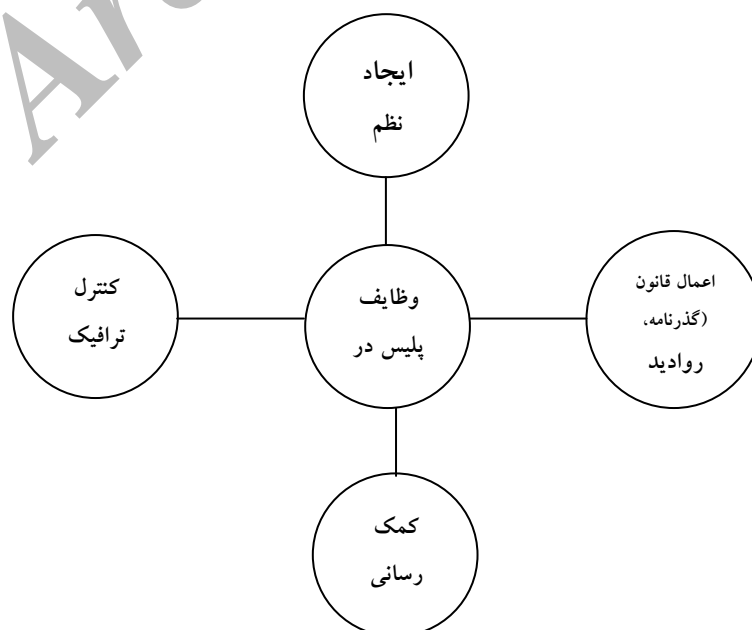 ایجاد
نظم
کنترل
ترافیک
وظایف
پلیس در
اعمال قانون
(گذرنامه،
روادید
کمک
رسانی